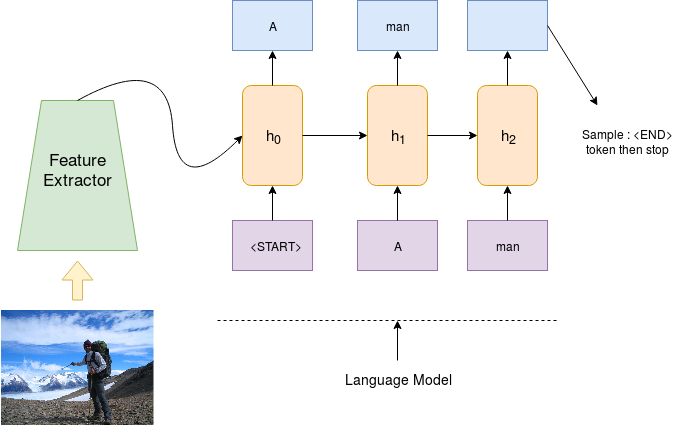 A
man
Feature
Extractor
h0
h1
h2
Sample : <END>
token then stop
<START>
A
man
Language Model